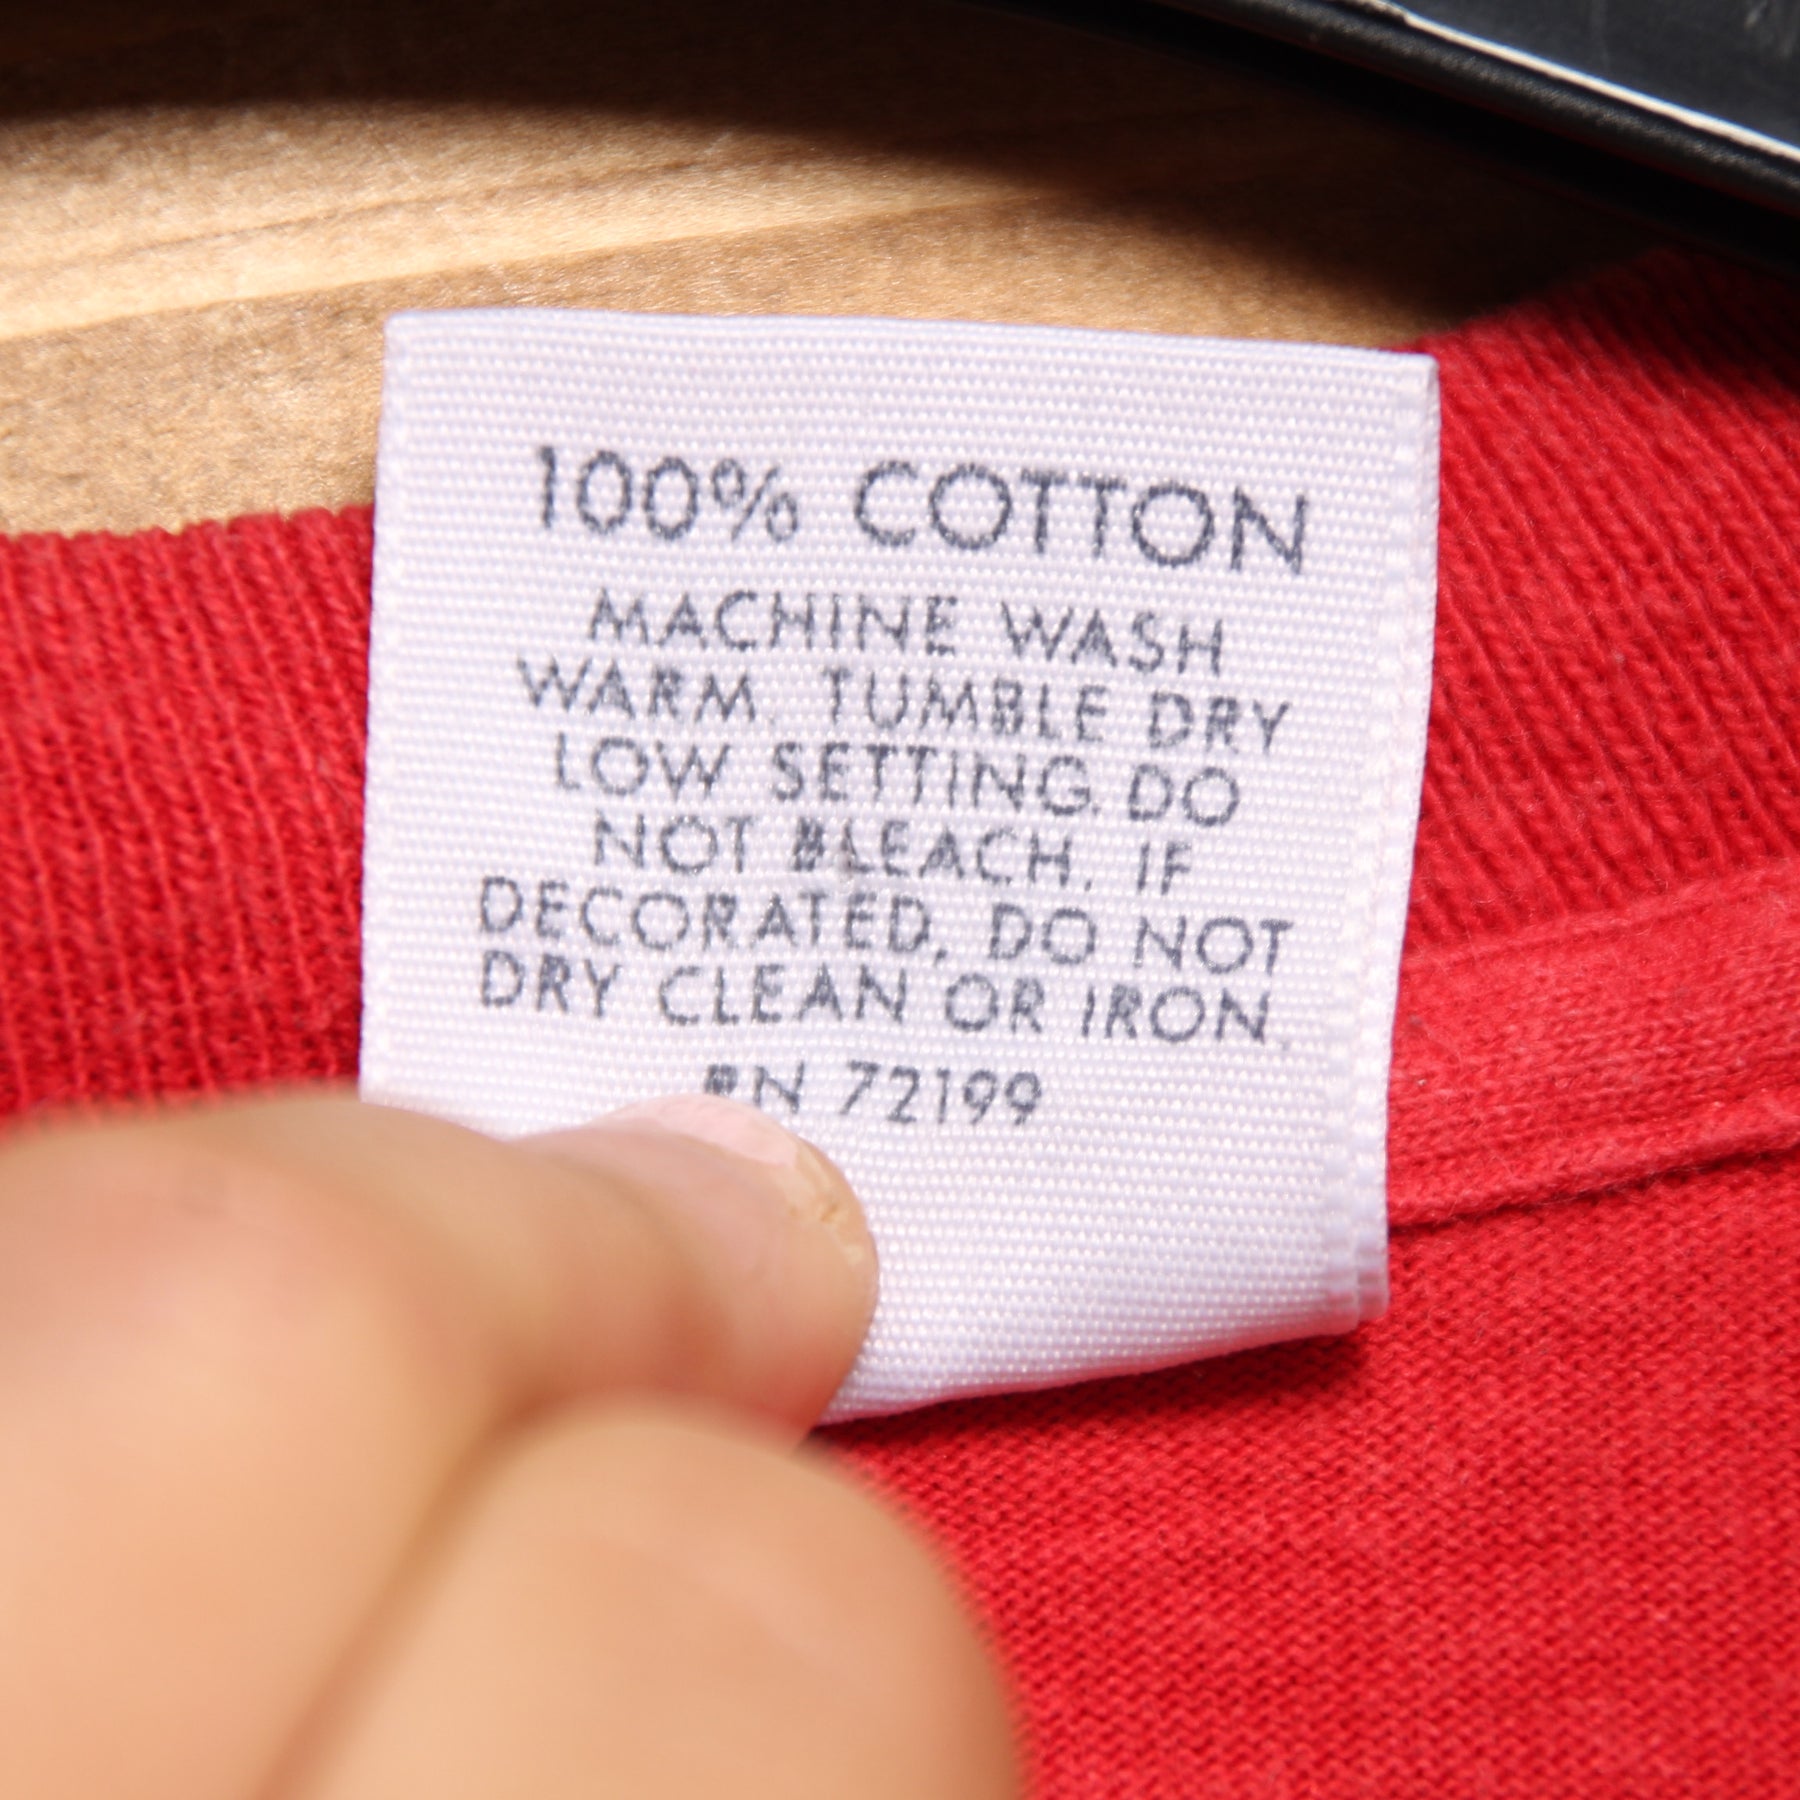 100% COTTON
MACHINE WASH
WARM. TUMBLE DRY
LOW SETTING. DO
NOT BLEACH. IF
DECORATED, DO NOT
DRY CLEAN OR IRON.
RN 72199